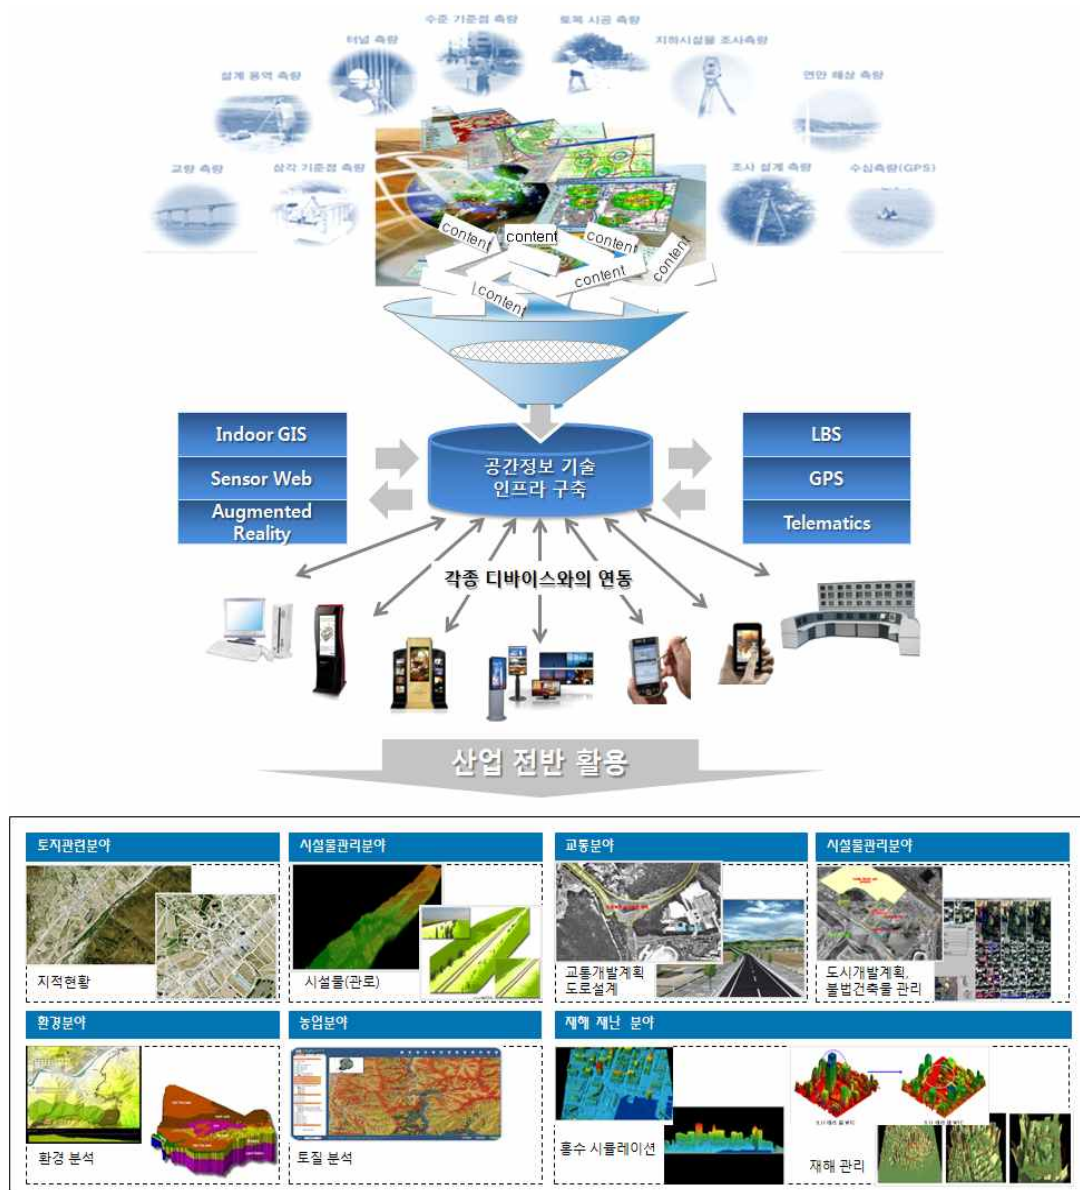 수준 기준점 측량
토목 시공 측량
터널 측량
지하시설물 조사측량
설계 용역 측량
연안 해상 측량
교량 측량
삼각 기준점 측량
조사 설계 측량
수심측량(GPS)
content
content
content
content
content
content
Indoor GIS
Sensor Web
Augmented
Reality
공간정보 기술
인프라 구축
LBS
GPS
Telematics
각종 디바이스와의 연동
산업 전반 활용
토지관련분야
시설물관리분야
교통분야
시설물관리분야
지적현황
시설물(관로)
교통개발계획
도로설계
도시개발계획,
불법건축물 관리
환경분야
농업분야
재해 재난 분야
환경 분석
토질 분석
홍수 시뮬레이션
재해 관리